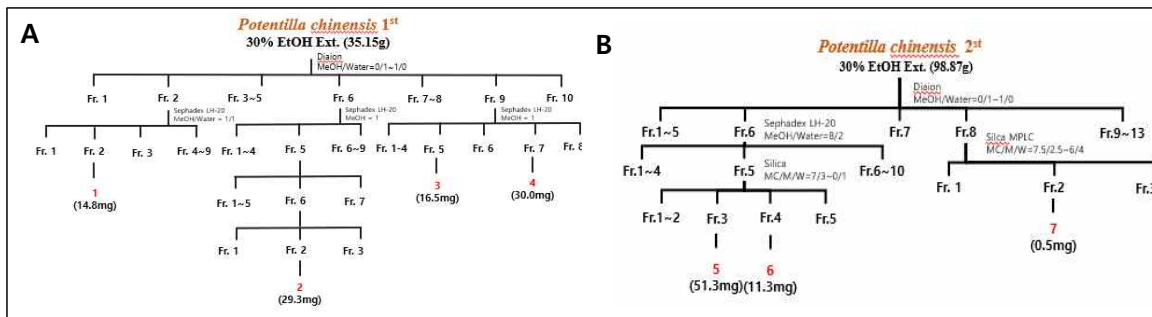 A
Potentilla chinensis 1st
30% EtOH Ext. (35.15g)
Diaion
MeOH/Water=0/1~1/0
Fr. 1 Fr. 2 Fr. 3~5 Fr. 6 Fr. 7~8 Fr. 9 Fr. 10
Sephadex LH-20
MeOH/Water = 1/1
Sephadex LH-20
MeOH = 1
Sephadex LH-20
MeOH = 1
Fr. 1 Fr. 2 Fr. 3 Fr. 4~9 Fr. 1~4 Fr. 5 Fr. 6~9 Fr. 1-4 Fr. 5 Fr. 6 Fr. 7 Fr. 8
1
(14.8mg)
3
(16.5mg)
4
(30.0mg)
Fr. 1~5 Fr. 6 Fr. 7
Fr. 1 Fr. 2 Fr. 3
2
(29.3mg)
B
Potentilla chinensis 2st
30% EtOH Ext. (98.87g)
Diaion
MeOH/Water=0/1~1/0
Fr.1~5 Fr.6 Fr.7 Fr.8 Fr.9~13
Sephadex LH-20
MeOH/Water=8/2
Silca MPLC
MC/M/W=7.5/2.5~6/4
Fr.1~4 Fr.5 Fr.6~10
Silica
MC/M/W=7/3~0/1
Fr. 1 Fr.2 Fr.3
Fr.1~2 Fr.3 Fr.4 Fr.5
7
(0.5mg)
5
(51.3mg)
6
(11.3mg)